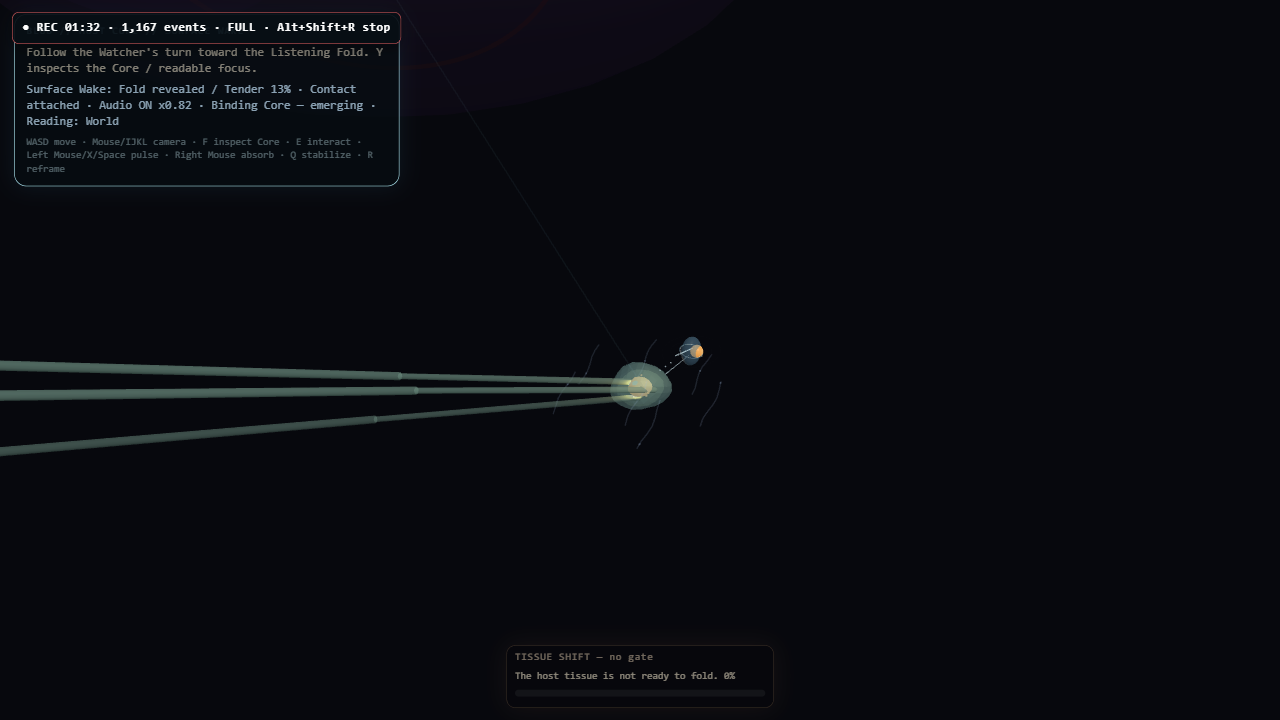 ● REC 01:32 · 1,167 events · FULL · Alt+Shift+R stop
Follow the Watcher's turn toward the Listening Fold. Y
inspects the Core / readable focus.
Surface Wake: Fold revealed / Tender 13% · Contact
attached · Audio ON x0.82 · Binding Core — emerging ·
Reading: World
WASD move · Mouse/IJKL camera · F inspect Core · E interact ·
Left Mouse/X/Space pulse · Right Mouse absorb · Q stabilize · R
reframe
TISSUE SHIFT — no gate
The host tissue is not ready to fold. 0%